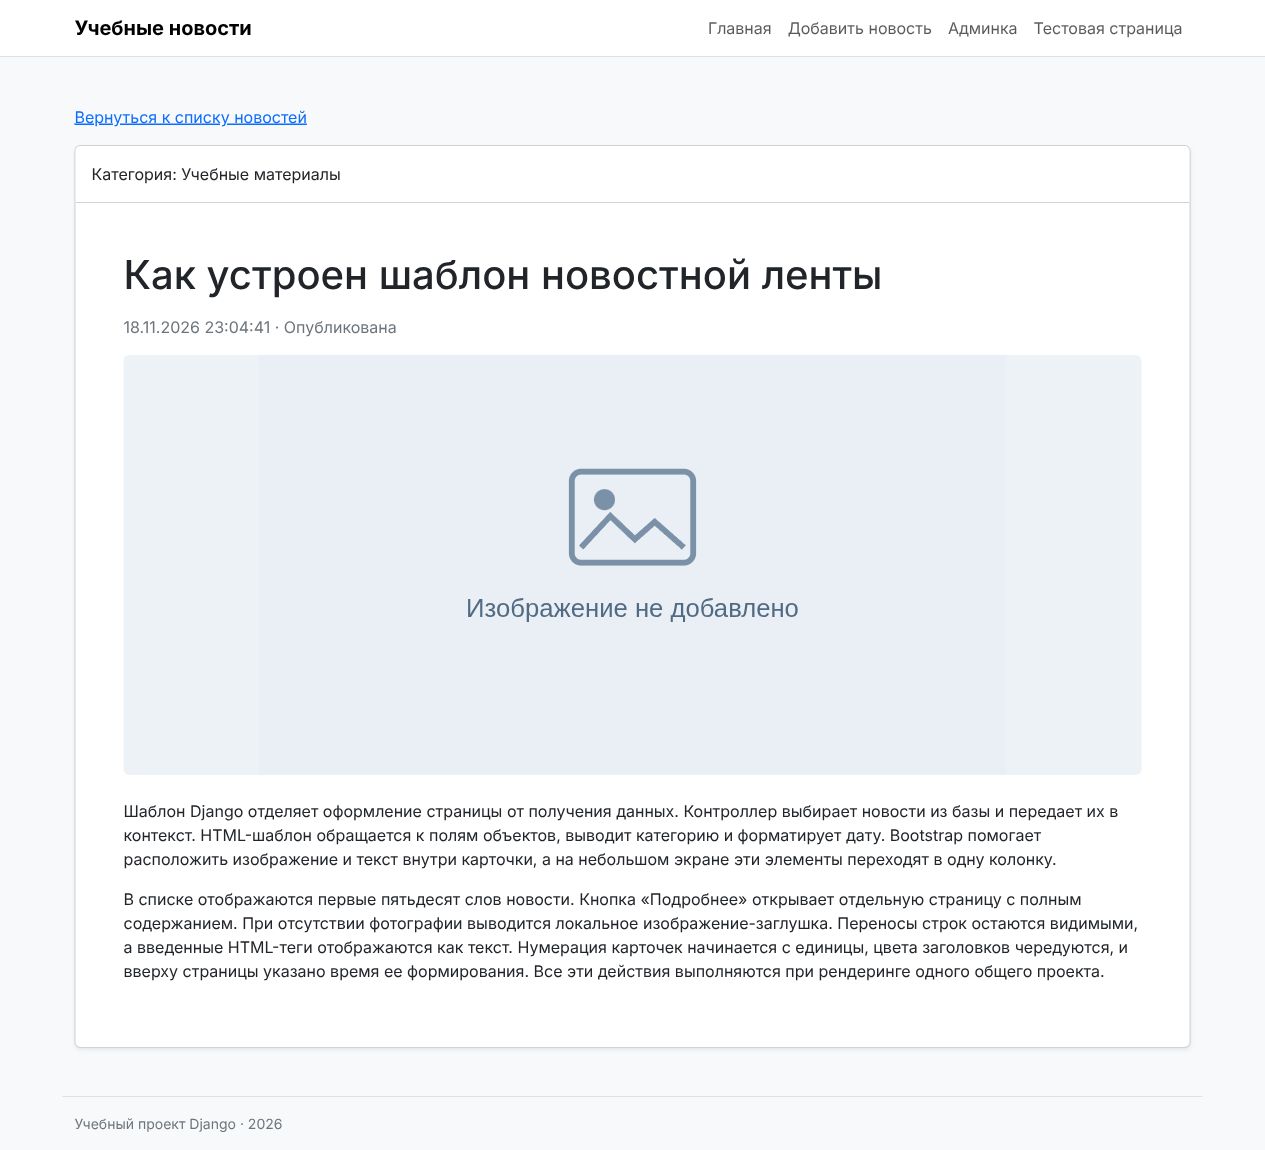 Учебные новости
Главная Добавить новость Админка Тестовая страница
Вернуться к списку новостей
Категория: Учебные материалы
Как устроен шаблон новостной ленты
18.11.2026 23:04:41 · Опубликована
Изображение не добавлено
Шаблон Django отделяет оформление страницы от получения данных. Контроллер выбирает новости из базы и передает их в
контекст. HTML-шаблон обращается к полям объектов, выводит категорию и форматирует дату. Bootstrap помогает
расположить изображение и текст внутри карточки, а на небольшом экране эти элементы переходят в одну колонку.
В списке отображаются первые пятьдесят слов новости. Кнопка «Подробнее» открывает отдельную страницу с полным
содержанием. При отсутствии фотографии выводится локальное изображение-заглушка. Переносы строк остаются видимыми,
а введенные HTML-теги отображаются как текст. Нумерация карточек начинается с единицы, цвета заголовков чередуются, и
вверху страницы указано время ее формирования. Все эти действия выполняются при рендеринге одного общего проекта.
Учебный проект Django · 2026